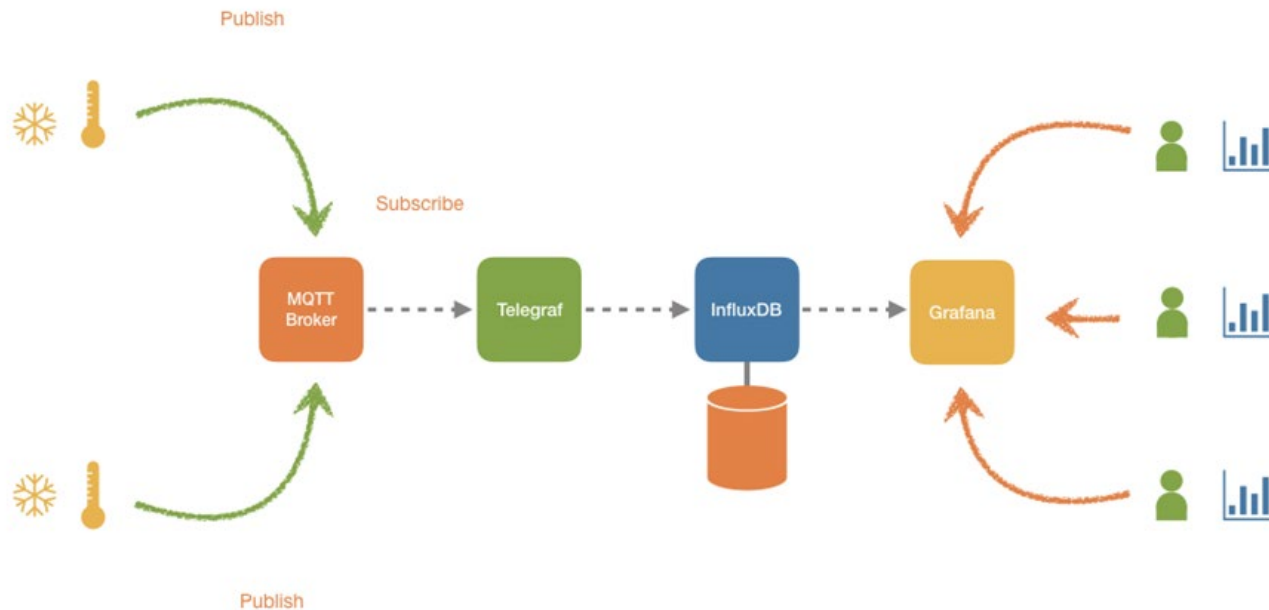 Publish
Subscribe
MQTT
Broker
Telegraf
InfluxDB
Grafana
Publish